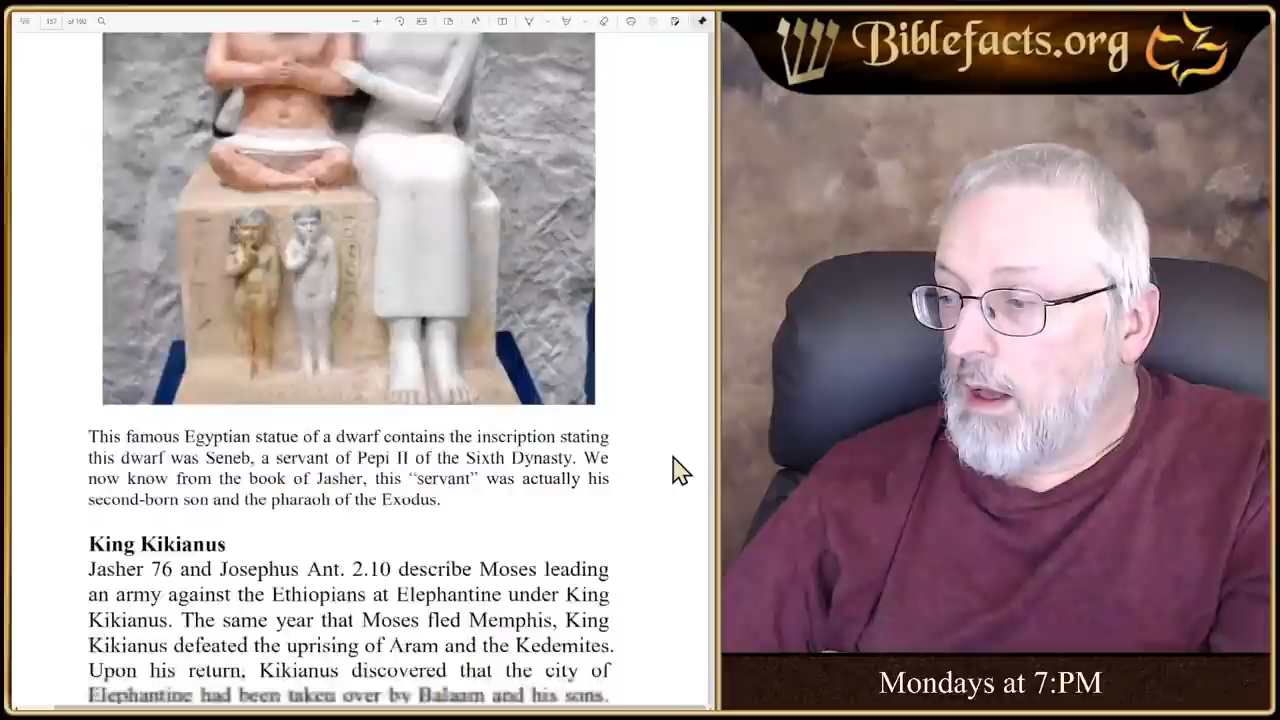 157 of 190
Biblefacts.org
This famous Egyptian statue of a dwarf contains the inscription stating
this dwarf was Seneb, a servant of Pepi II of the Sixth Dynasty. We
now know from the book of Jasher, this “servant” was actually his
second-born son and the pharaoh of the Exodus.
King Kikianus
Jasher 76 and Josephus Ant. 2.10 describe Moses leading
an army against the Ethiopians at Elephantine under King
Kikianus. The same year that Moses fled Memphis, King
Kikianus defeated the uprising of Aram and the Kedemites.
Upon his return, Kikianus discovered that the city of
Elephantine had been taken over by Balaam and his sons.
Mondays at 7:PM